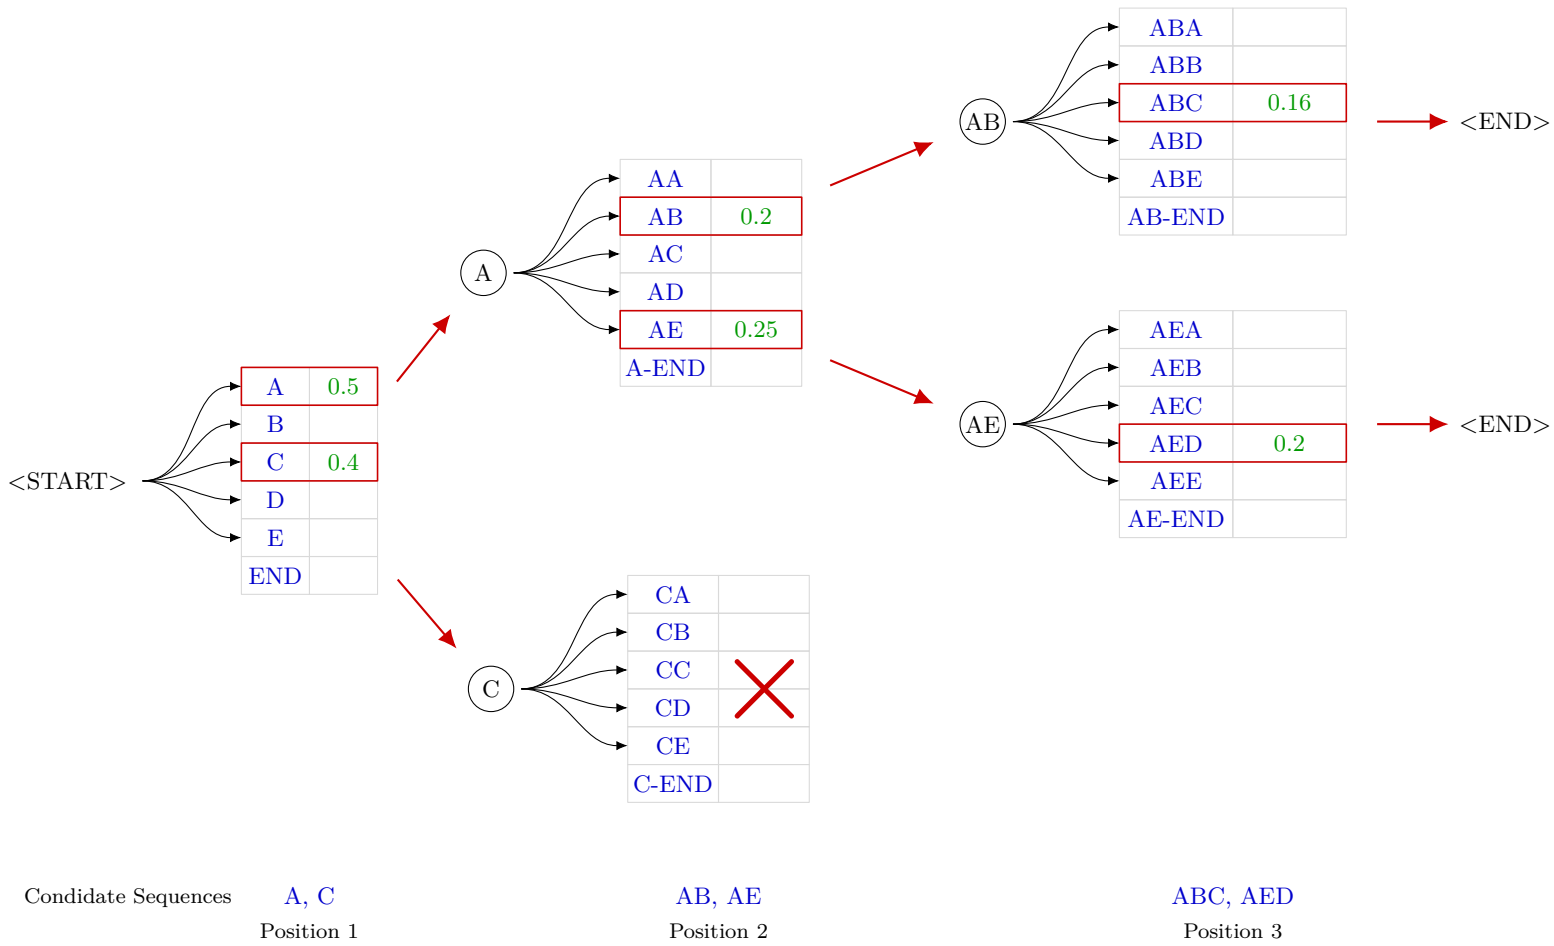 <START>
A 0.5
B
C 0.4
D
E
END
A
AA
AB 0.2
AC
AD
AE 0.25
A-END
C
CA
CB
CC
CD
CE
C-END
AB
ABA
ABB
ABC 0.16
ABD
ABE
AB-END
<END>
AE
AEA
AEB
AEC
AED 0.2
AEE
AE-END
<END>
Candidate Sequences A, C AB, AE ABC, AED
Position 1 Position 2 Position 3